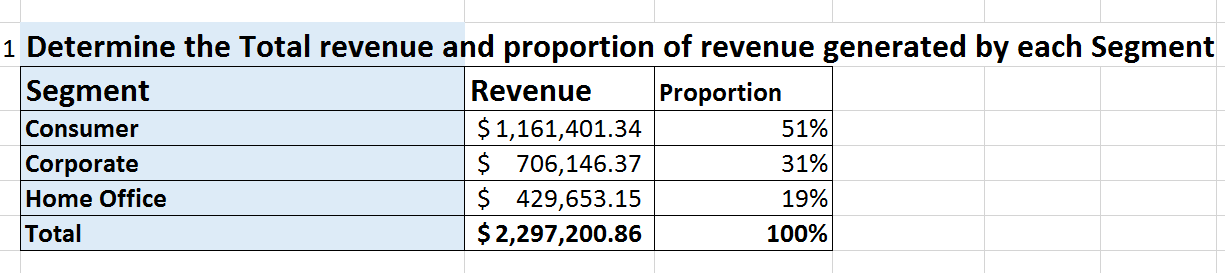 1 Determine the Total revenue and proportion of revenue generated by each Segment
Segment Revenue Proportion
Consumer $ 1,161,401.34 51%
Corporate $ 706,146.37 31%
Home Office $ 429,653.15 19%
Total $ 2,297,200.86 100%